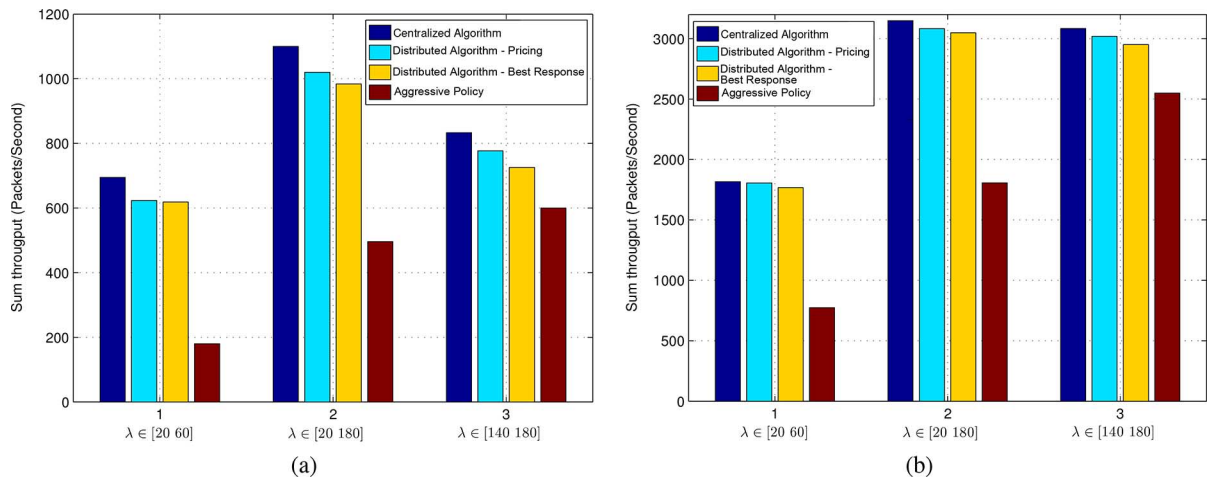 1200
1000
800
600
400
200
0
Sum througput (Packets/Second)
Centralized Algorithm
Distributed Algorithm - Pricing
Distributed Algorithm - Best Response
Aggressive Policy
1
2
3
λ ∈ [20 60]
λ ∈ [20 180]
λ ∈ [140 180]
(a)
3000
2500
2000
1500
1000
500
0
Sum througput (Packets/Second)
Centralized Algorithm
Distributed Algorithm - Pricing
Distributed Algorithm -
Best Response
Aggressive Policy
1
2
3
λ ∈ [20 60]
λ ∈ [20 180]
λ ∈ [140 180]
(b)